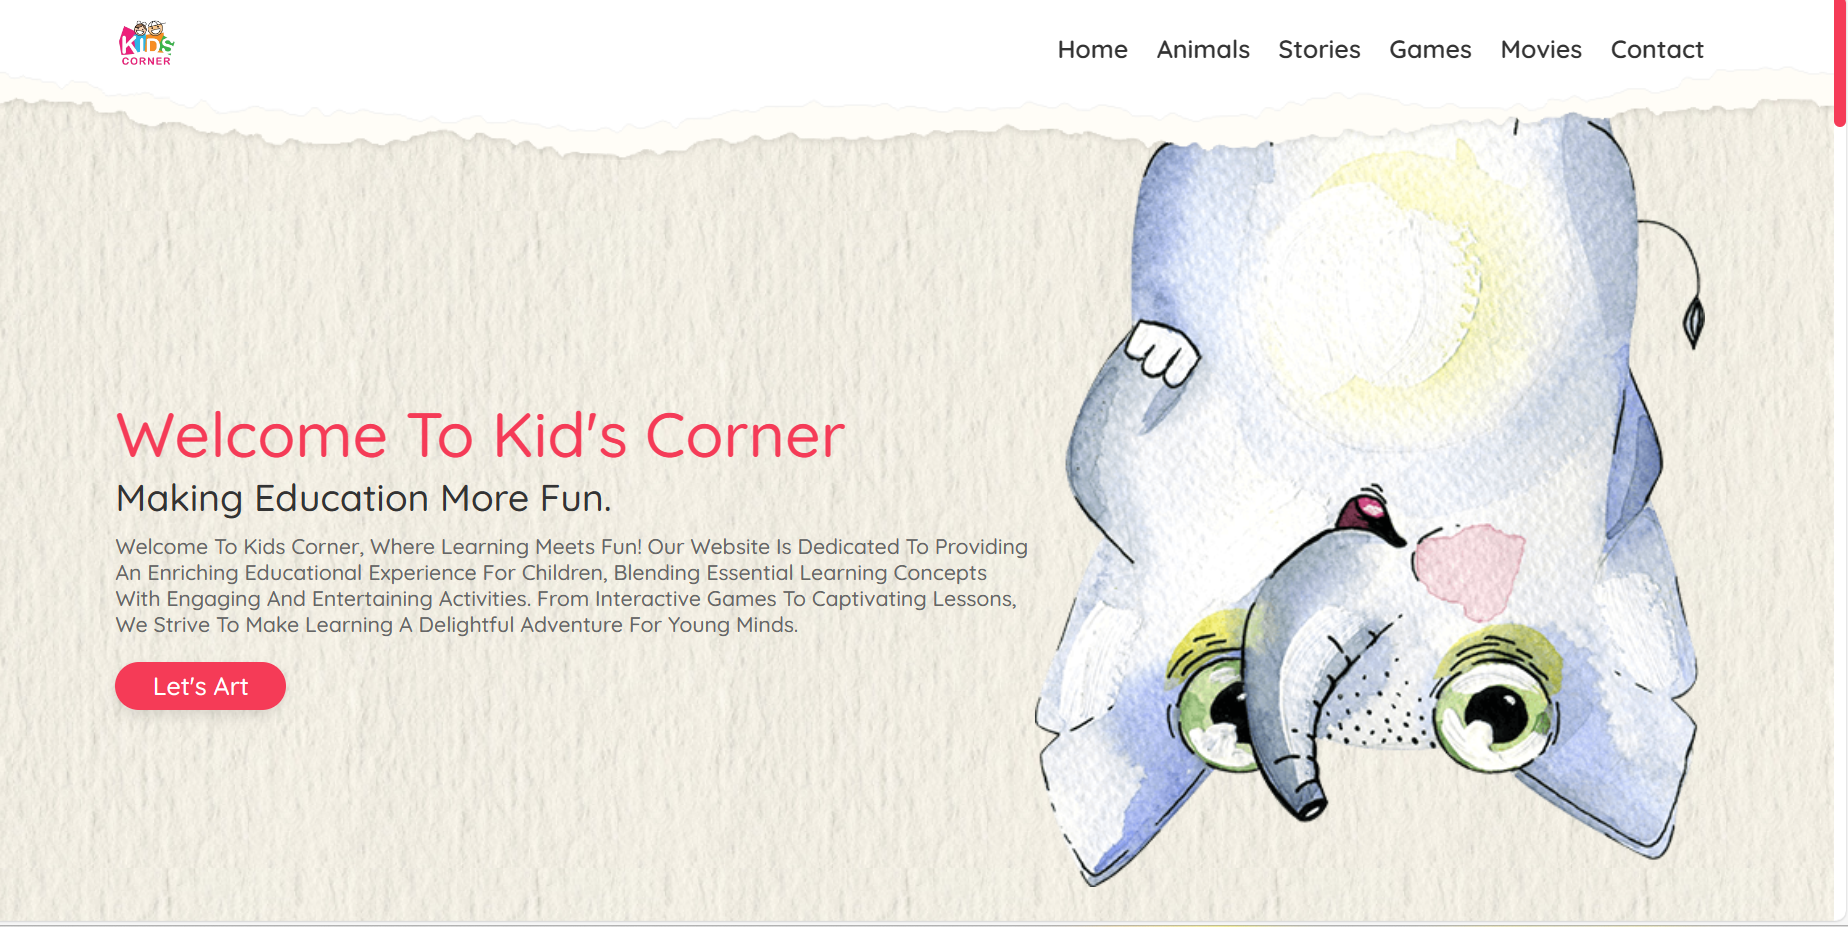 KIDS
CORNER
Home Animals Stories Games Movies Contact
Welcome To Kid's Corner
Making Education More Fun.
Welcome To Kids Corner, Where Learning Meets Fun! Our Website Is Dedicated To Providing
An Enriching Educational Experience For Children, Blending Essential Learning Concepts
With Engaging And Entertaining Activities. From Interactive Games To Captivating Lessons,
We Strive To Make Learning A Delightful Adventure For Young Minds.
Let's Art